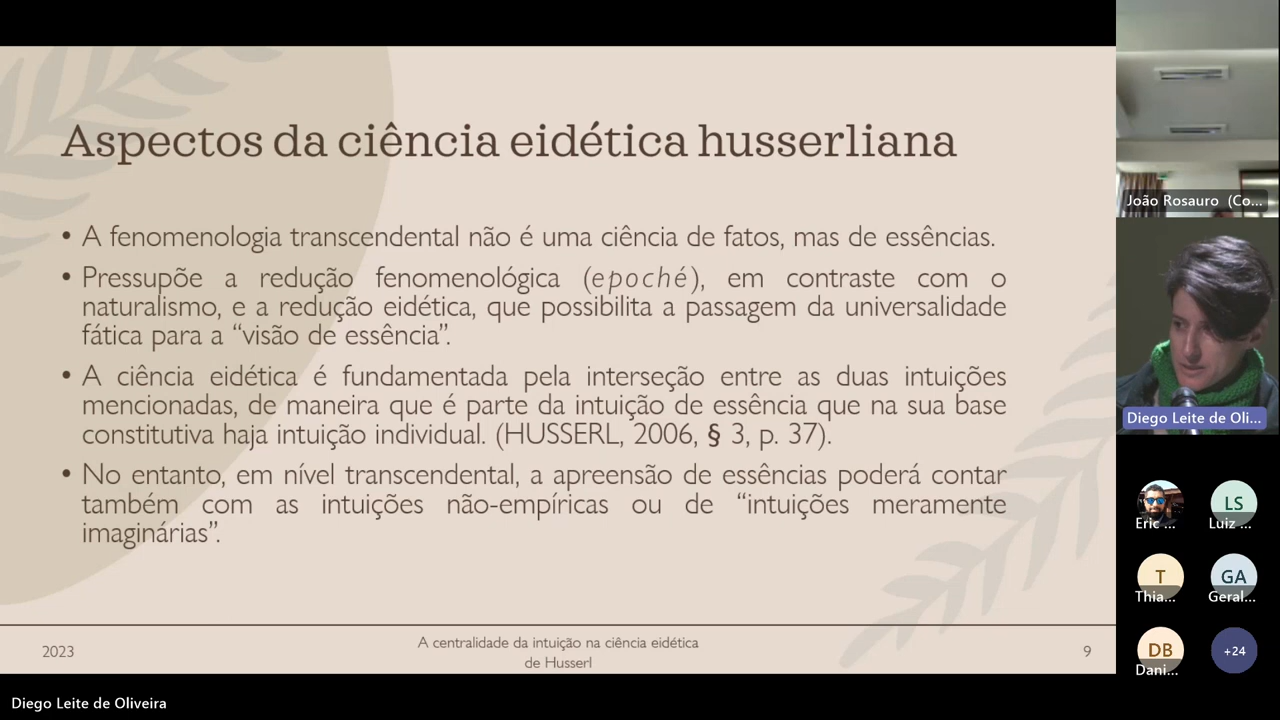 Aspectos da ciência eidética husserliana
• A fenomenologia transcendental não é uma ciência de fatos, mas de essências.
• Pressupõe a redução fenomenológica (epoché), em contraste com o
naturalismo, e a redução eidética, que possibilita a passagem da universalidade
fática para a “visão de essência”.
• A ciência eidética é fundamentada pela interseção entre as duas intuições
mencionadas, de maneira que é parte da intuição de essência que na sua base
constitutiva haja intuição individual. (HUSSERL, 2006, § 3, p. 37).
• No entanto, em nível transcendental, a apreensão de essências poderá contar
também com as intuições não-empíricas ou de “intuições meramente
imaginárias”.
2023
A centralidade da intuição na ciência eidética
de Husserl
9
João Rosauro (Co...
Diego Leite de Oli...
Eric ...
LS
Luiz ...
T
Thia...
GA
Geral...
DB
Dani...
+24
Diego Leite de Oliveira